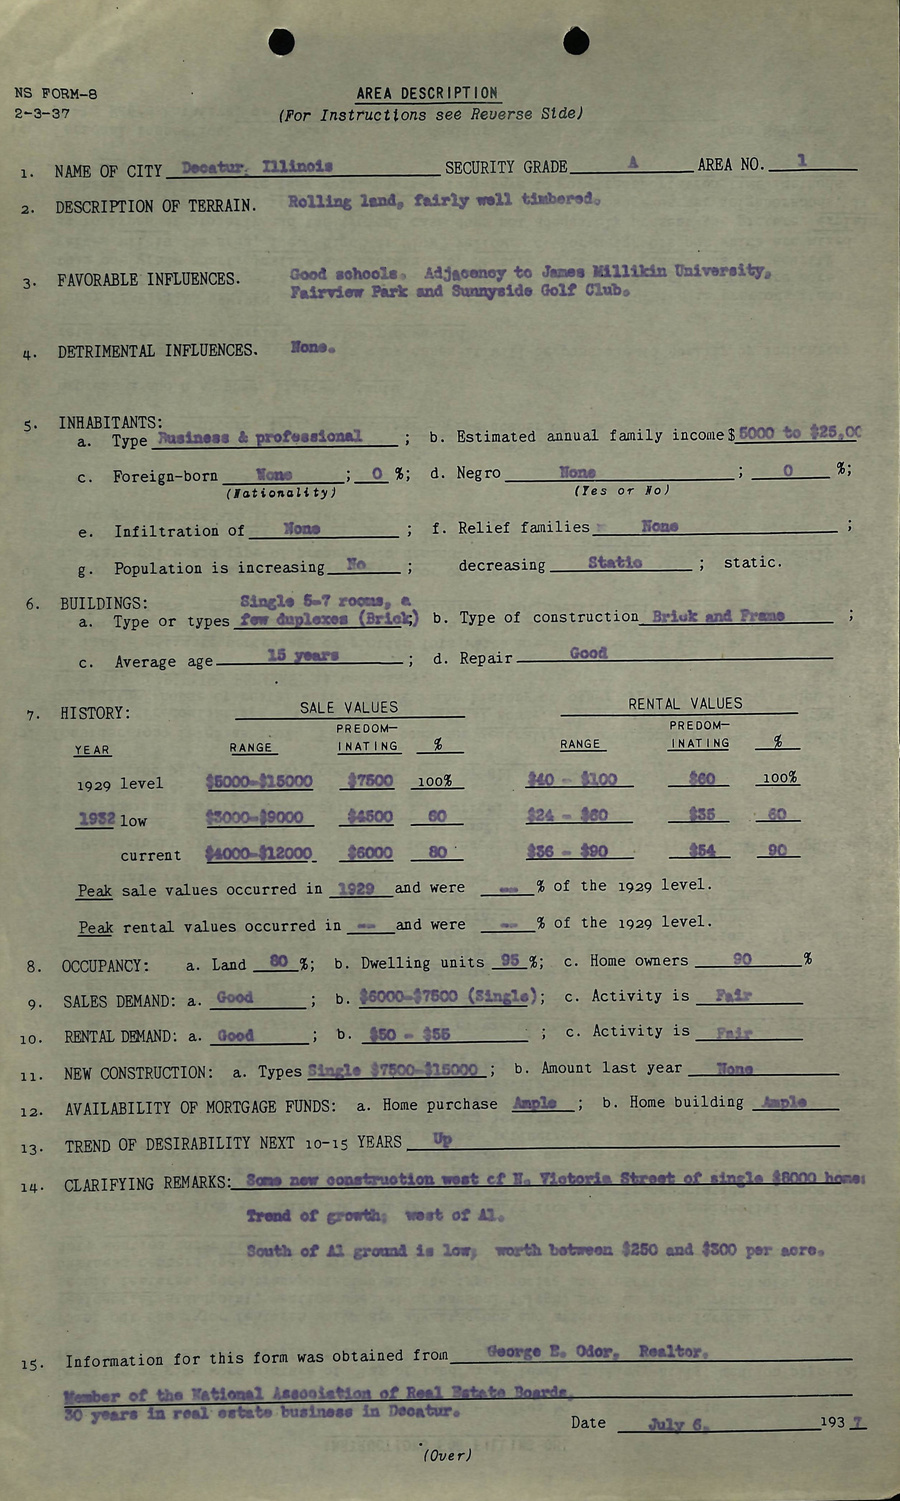 NS FORM-8
2-3-37
AREA DESCRIPTION
(For Instructions see Reverse Side)
1. NAME OF CITY Decatur, Illinois SECURITY GRADE A AREA NO. 1
2. DESCRIPTION OF TERRAIN. Rolling land, fairly well timbered.
3. FAVORABLE INFLUENCES. Good schools. Adjacency to James Millikin University,
Fairview Park and Sunnyside Golf Club.
4. DETRIMENTAL INFLUENCES. None.
5. INHABITANTS:
a. Type Business & professional ; b. Estimated annual family income $ 5000 to $25,00
c. Foreign-born None ; 0 %; d. Negro None ; 0 %;
(Nationality) (Yes or No)
e. Infiltration of None ; f. Relief families None ;
g. Population is increasing No ; decreasing Static ; static.
6. BUILDINGS: Single 5-7 rooms, a
a. Type or types few duplexes (Brick) ; b. Type of construction Brick and Frame ;
c. Average age 15 years ; d. Repair Good
7. HISTORY: SALE VALUES RENTAL VALUES
PREDOM- PREDOM-
YEAR RANGE INATING % RANGE INATING %
1929 level $5000-$15000 $7500 100% $40 - $100 $60 100%
1932 low $3000-$9000 $4500 60 $24 - $60 $35 60
current $4000-$12000 $6000 80 $36 - $90 $54 90
Peak sale values occurred in 1929 and were -- % of the 1929 level.
Peak rental values occurred in -- and were -- % of the 1929 level.
8. OCCUPANCY: a. Land 80 %; b. Dwelling units 95 %; c. Home owners 90 %
9. SALES DEMAND: a. Good ; b. $6000-$7500 (Single) ; c. Activity is Fair
10. RENTAL DEMAND: a. Good ; b. $50 - $55 ; c. Activity is Fair
11. NEW CONSTRUCTION: a. Types Single $7500-$15000 ; b. Amount last year None
12. AVAILABILITY OF MORTGAGE FUNDS: a. Home purchase Ample ; b. Home building Ample
13. TREND OF DESIRABILITY NEXT 10-15 YEARS Up
14. CLARIFYING REMARKS: Some new construction west of N. Victoria Street of single $8000 home
Trend of growth; west of A1.
South of A1 ground is low; worth between $250 and $300 per acre.
15. Information for this form was obtained from George E. Odor, Realtor.
Member of the National Association of Real Estate Boards.
30 years in real estate business in Decatur.
Date July 6, 193 7
(Over)